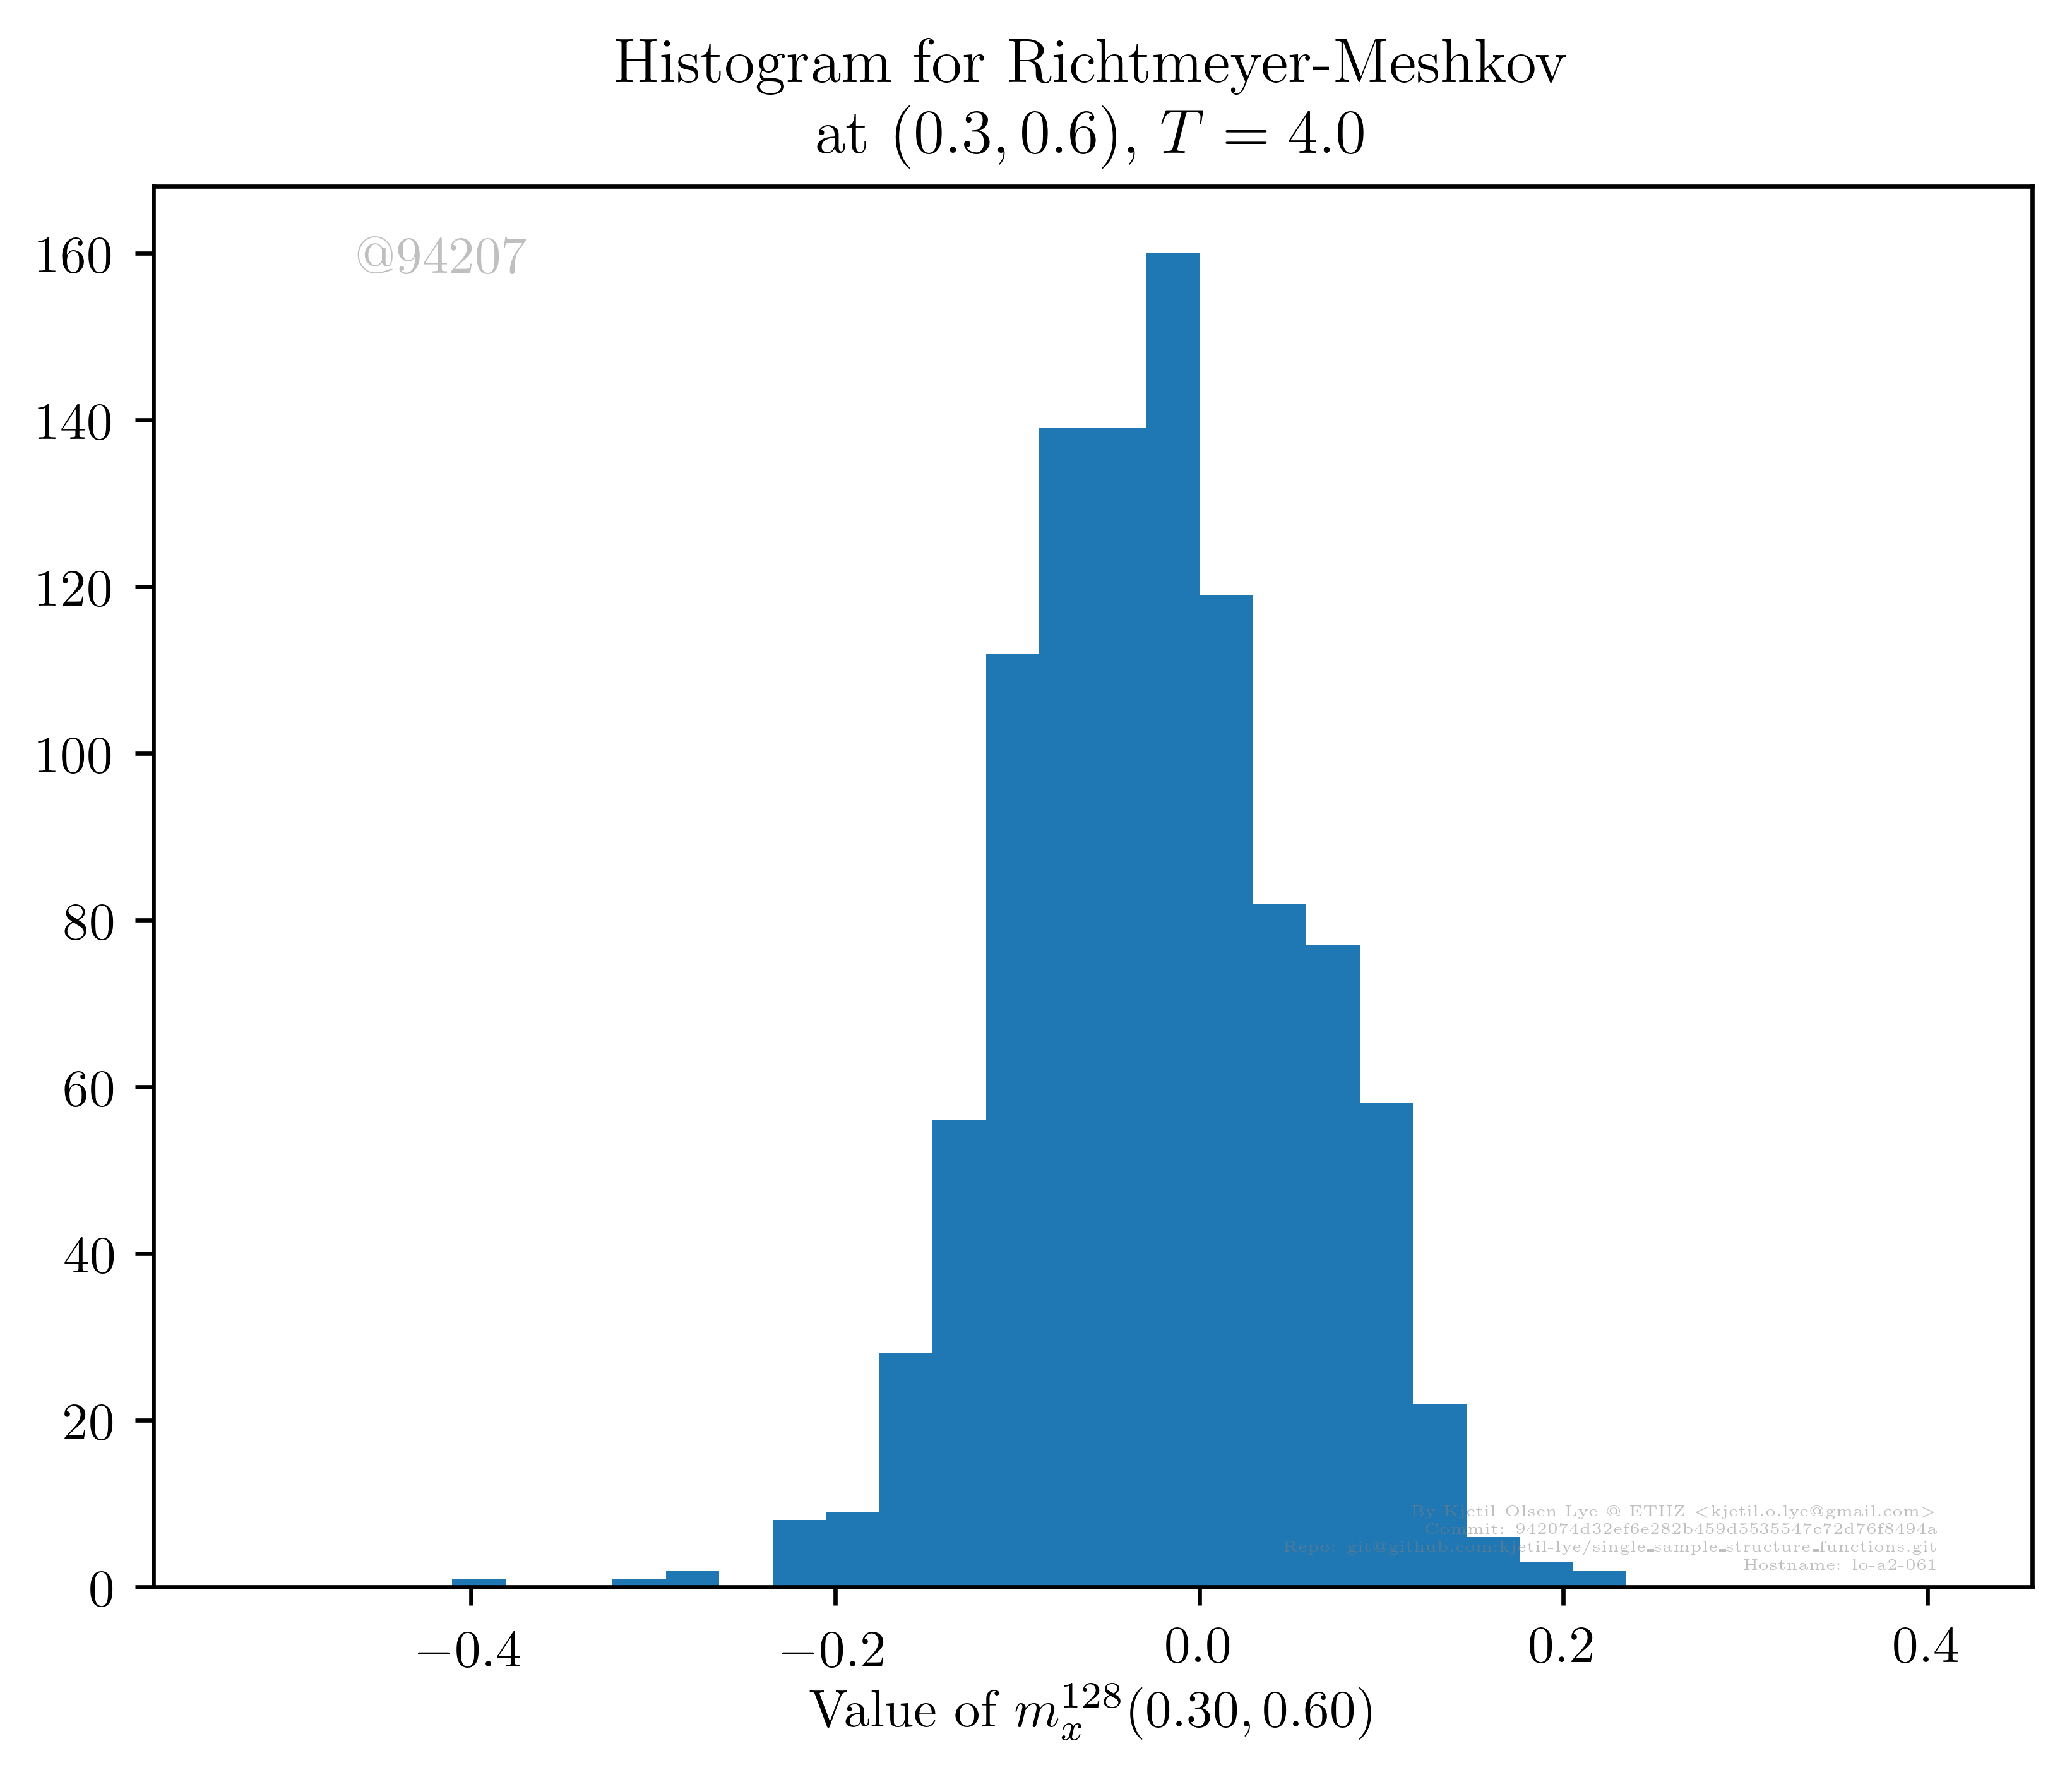 Histogram for Richtmeyer-Meshkov
at (0.3, 0.6), T = 4.0
@94207
160
140
120
100
80
60
40
20
0
By Kjetil Olsen Lye @ ETHZ <kjetil.o.lye@gmail.com>
Commit: 942074d32ef6e282b459d5535547c72d76f8494a
Repo: git@github.com:kjetil-lye/single_sample_structure_functions.git
Hostname: lo-a2-061
−0.4 −0.2 0.0 0.2 0.4
Value of m_x^{128}(0.30, 0.60)